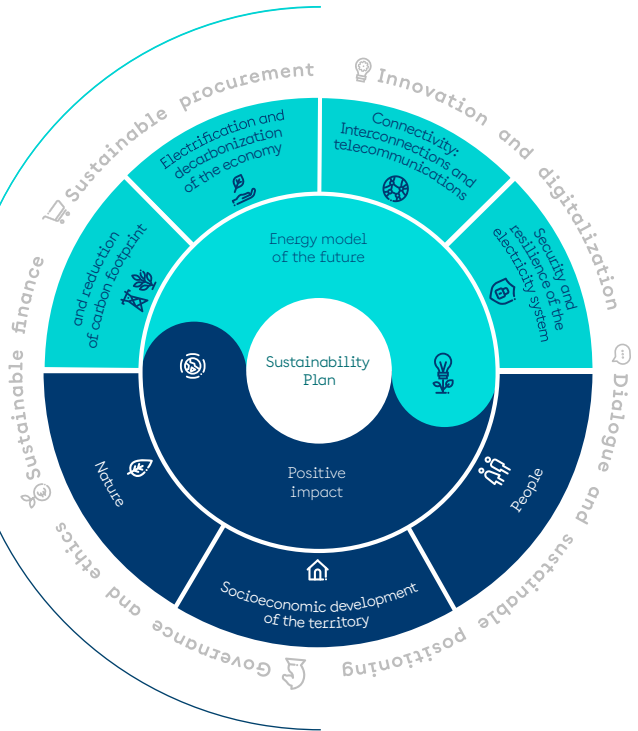 Sustainable procurement
Innovation and digitalization
Dialogue and sustainable positioning
Governance and ethics
Sustainable finance
Electrification and
decarbonization
of the economy
Connectivity:
Interconnections and
telecommunications
Security and
resilience of the
electricity system
and reduction
of carbon footprint
Energy model
of the future
Sustainability
Plan
Positive
impact
Nature
Socioeconomic development
of the territory
People